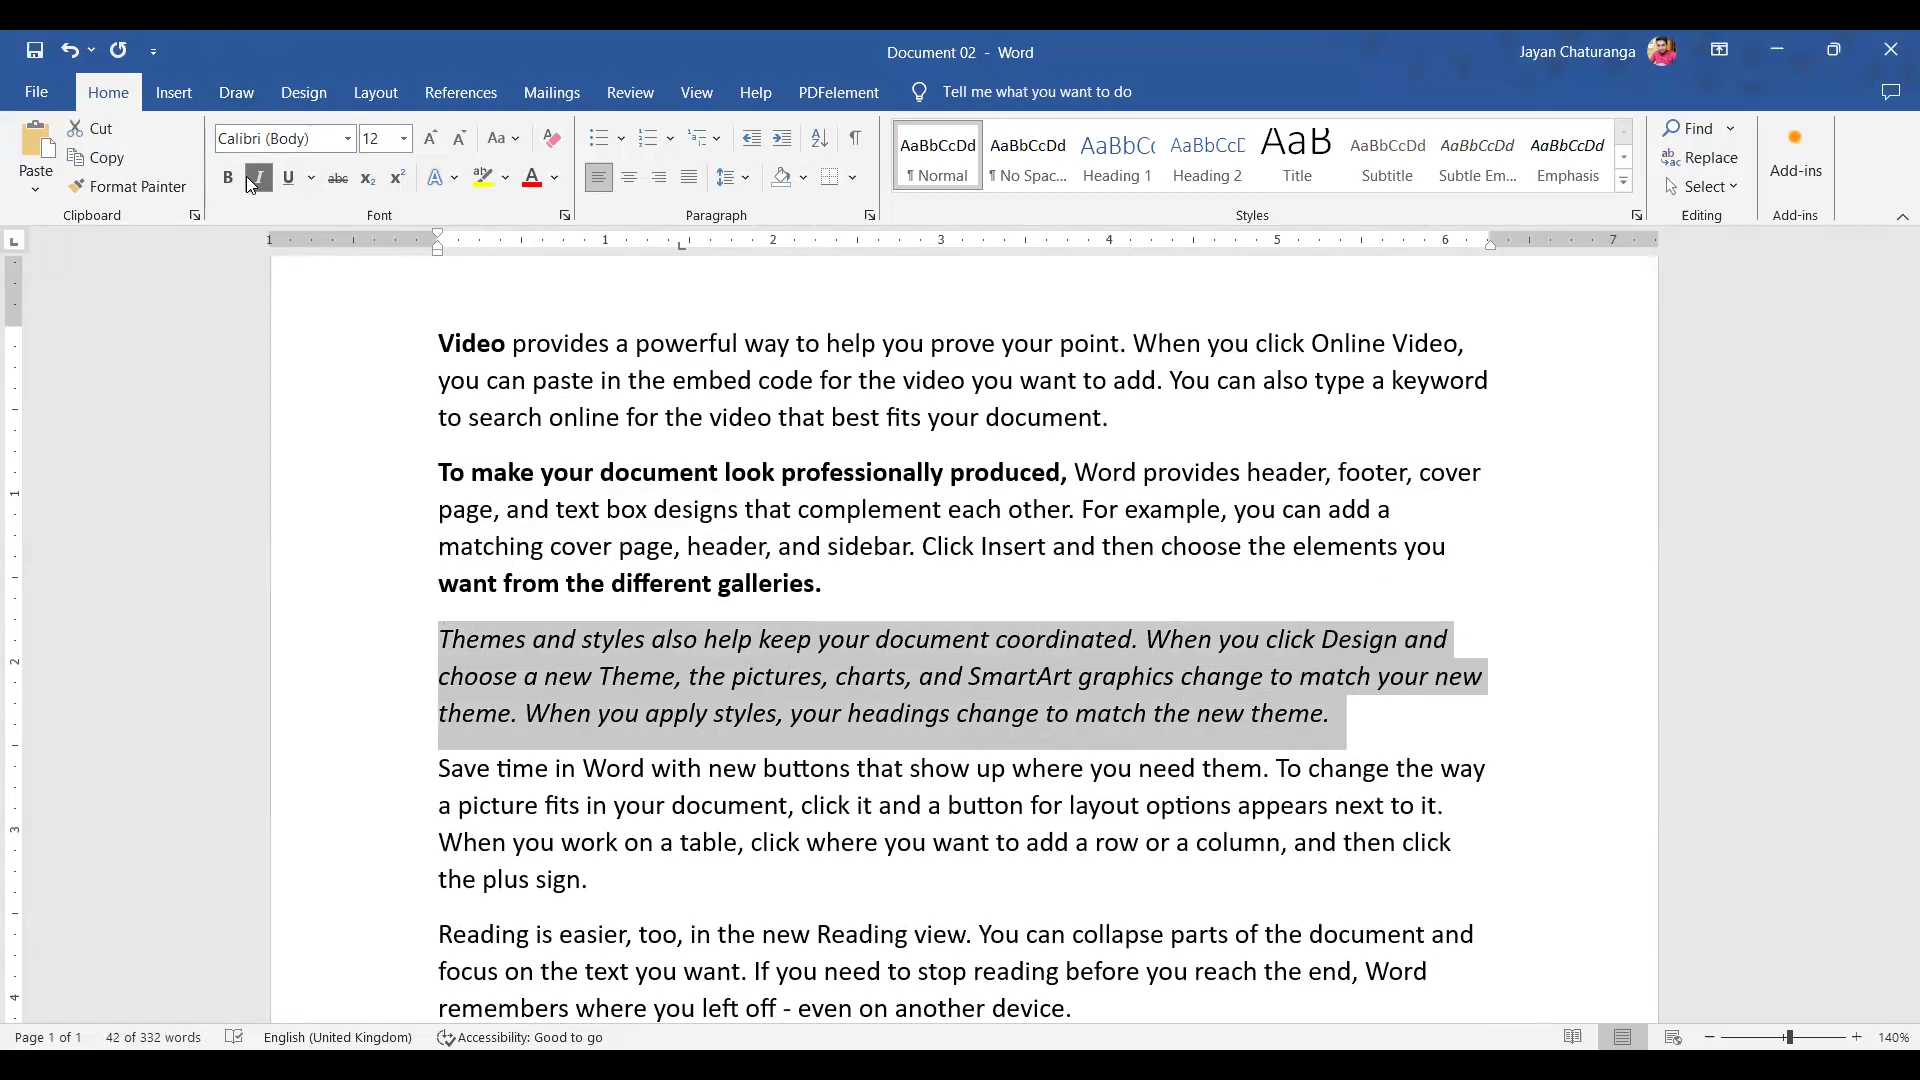 Document 02 - Word
Jayan Chaturanga
File Home Insert Draw Design Layout References Mailings Review View Help PDFelement Tell me what you want to do
Paste
Cut
Copy
Format Painter
Clipboard
Calibri (Body) 12
Aa
B I U abc x₂ x² A A
Font
Paragraph
AaBbCcDd AaBbCcDd AaBbCc AaBbCcE AaB AaBbCcDd AaBbCcDd AaBbCcDd
¶ Normal ¶ No Spac... Heading 1 Heading 2 Title Subtitle Subtle Em... Emphasis
Styles
Find
Replace
Select
Editing
Add-ins
Add-ins
1 1 2 3 4 5 6 7
Video provides a powerful way to help you prove your point. When you click Online Video,
you can paste in the embed code for the video you want to add. You can also type a keyword
to search online for the video that best fits your document.
To make your document look professionally produced, Word provides header, footer, cover
page, and text box designs that complement each other. For example, you can add a
matching cover page, header, and sidebar. Click Insert and then choose the elements you
want from the different galleries.
Themes and styles also help keep your document coordinated. When you click Design and
choose a new Theme, the pictures, charts, and SmartArt graphics change to match your new
theme. When you apply styles, your headings change to match the new theme.
Save time in Word with new buttons that show up where you need them. To change the way
a picture fits in your document, click it and a button for layout options appears next to it.
When you work on a table, click where you want to add a row or a column, and then click
the plus sign.
Reading is easier, too, in the new Reading view. You can collapse parts of the document and
focus on the text you want. If you need to stop reading before you reach the end, Word
remembers where you left off - even on another device.
1
2
3
4
Page 1 of 1 42 of 332 words English (United Kingdom) Accessibility: Good to go 140%